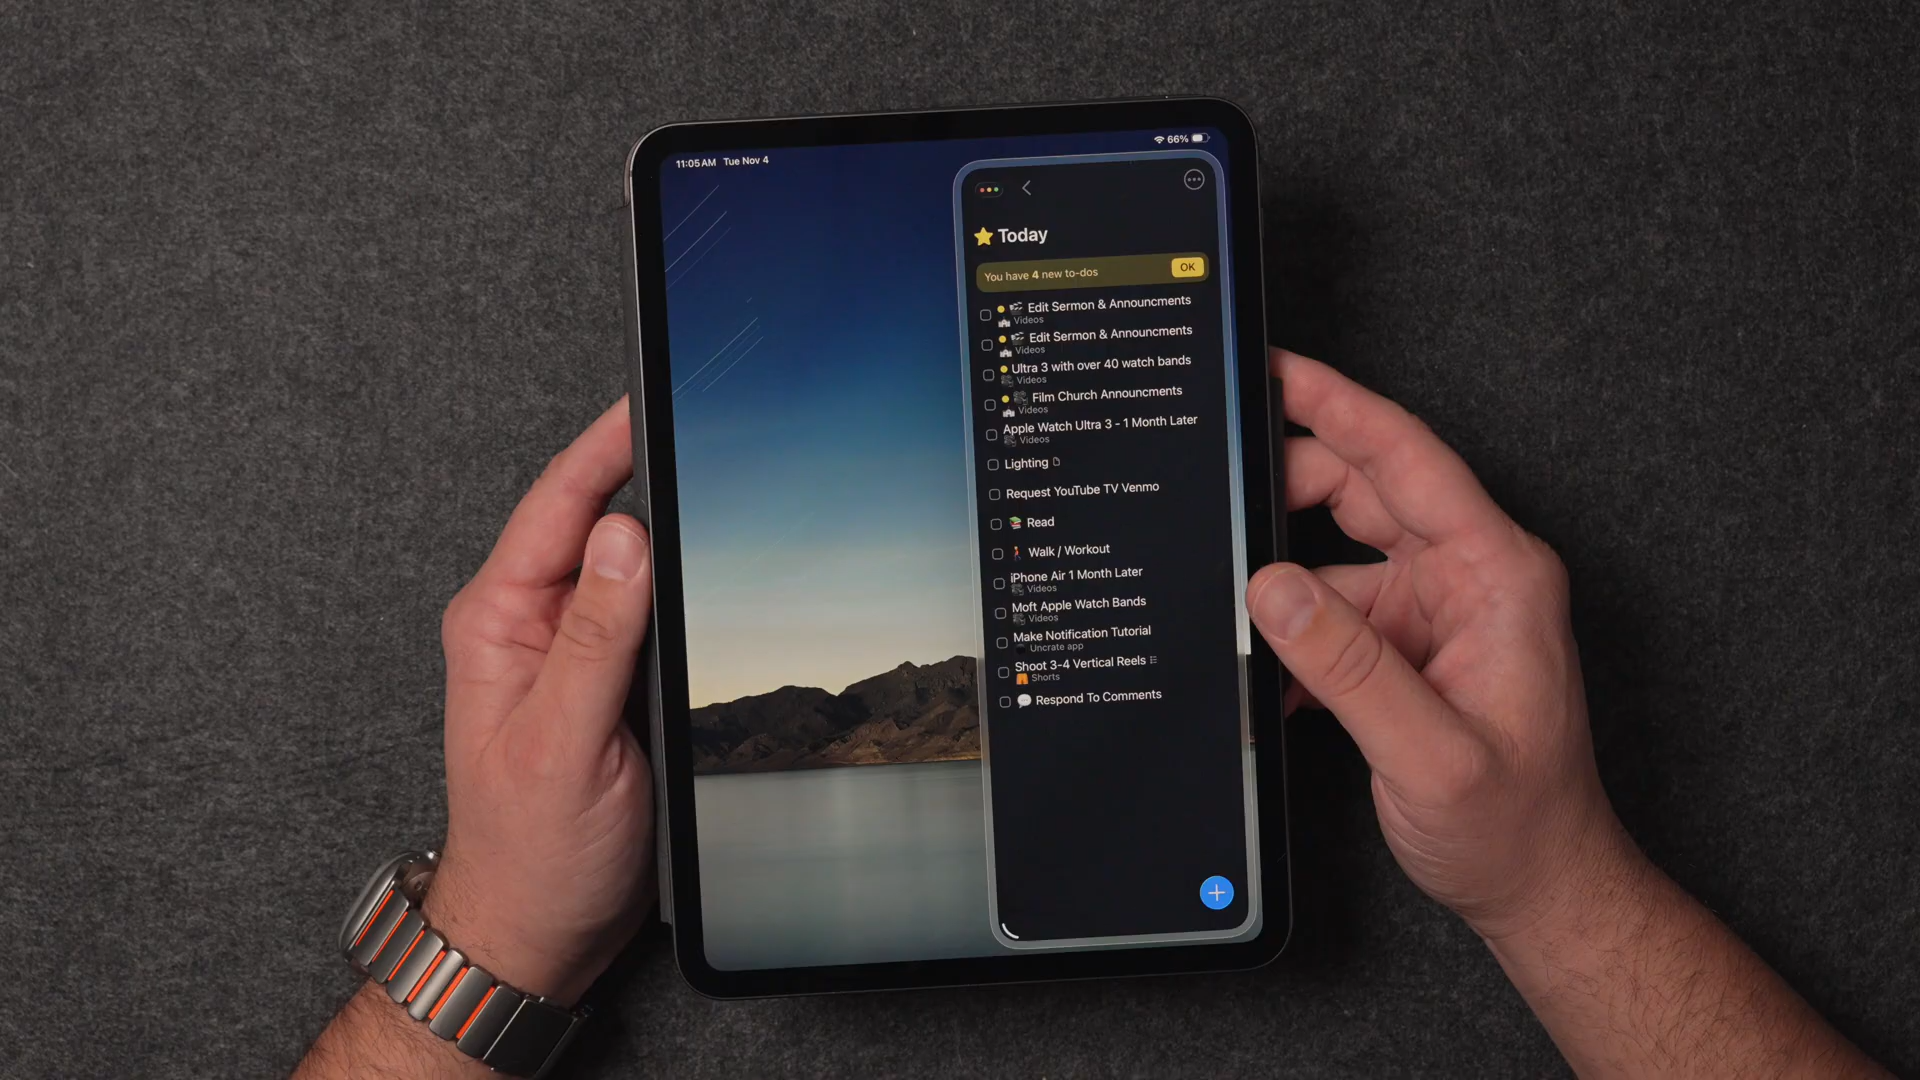 11:05 AM Tue Nov 4
66%
Today
You have 4 new to-dos
OK
Edit Sermon & Announcments
Videos
Edit Sermon & Announcments
Videos
Ultra 3 with over 40 watch bands
Videos
Film Church Announcments
Videos
Apple Watch Ultra 3 - 1 Month Later
Videos
Lighting
Request YouTube TV Venmo
Read
Walk / Workout
iPhone Air 1 Month Later
Videos
Moft Apple Watch Bands
Videos
Make Notification Tutorial
Uncrate app
Shoot 3-4 Vertical Reels
Shorts
Respond To Comments